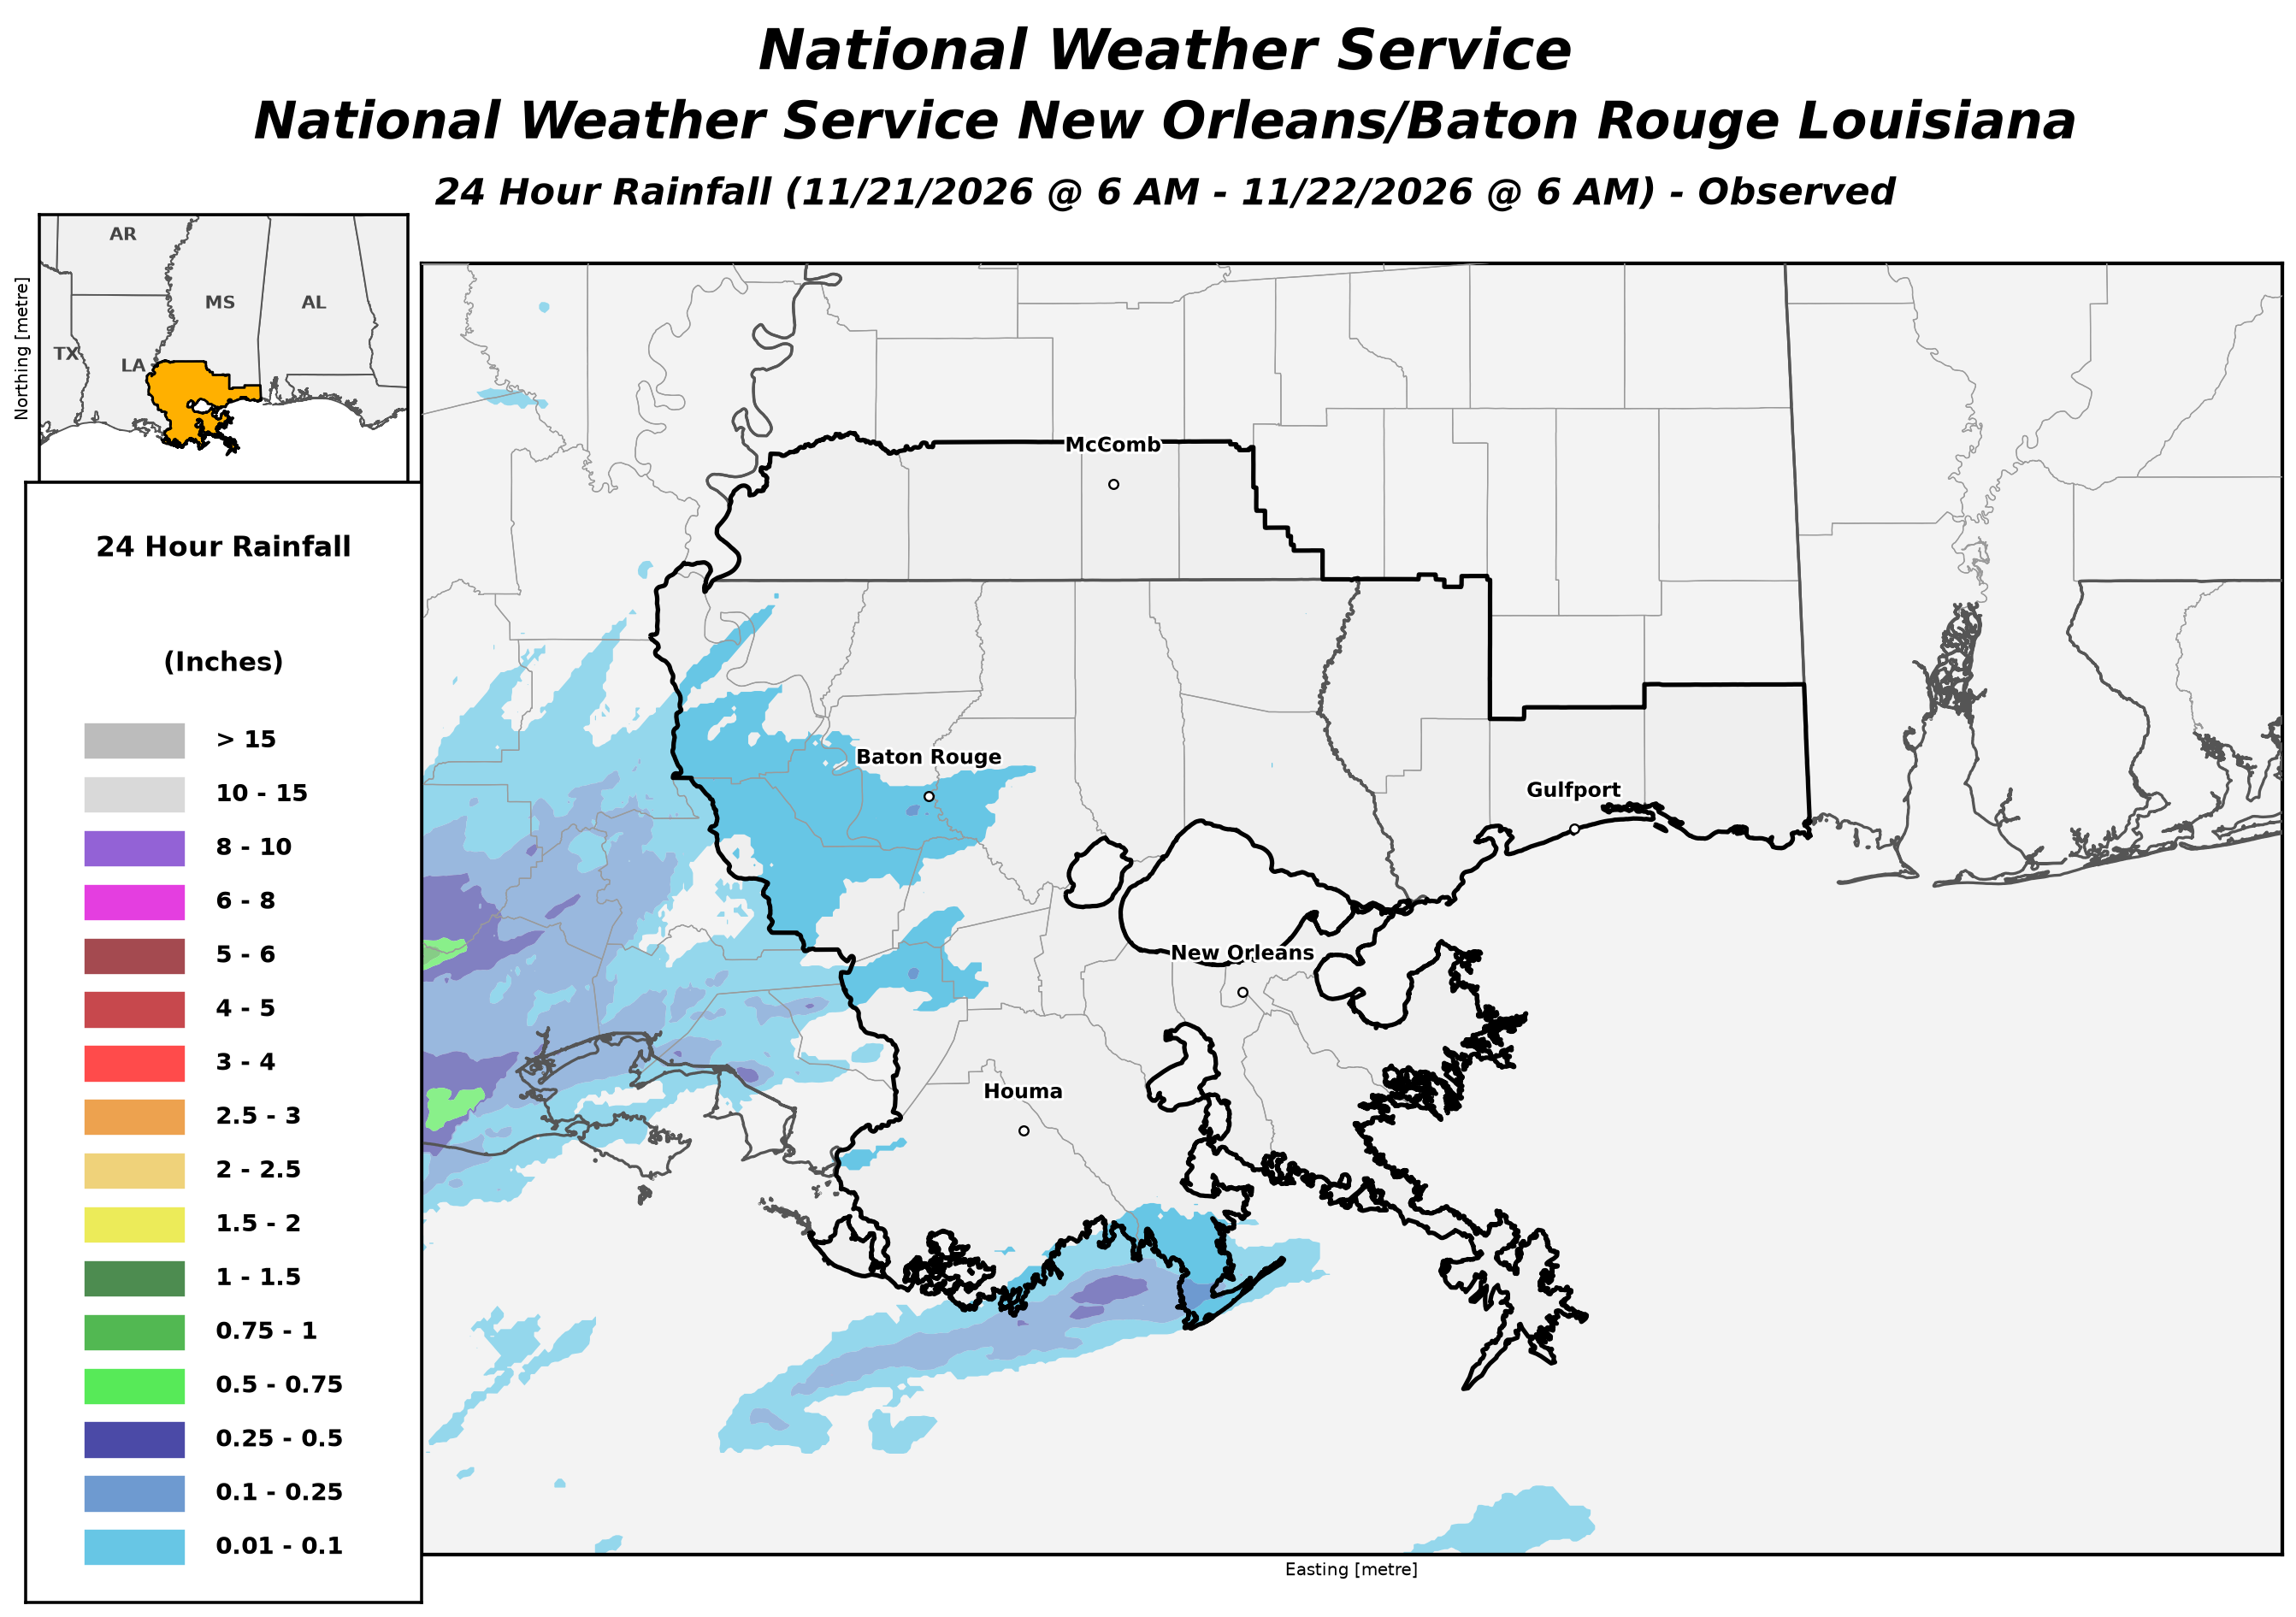 National Weather Service
National Weather Service New Orleans/Baton Rouge Louisiana
24 Hour Rainfall (11/21/2026 @ 6 AM - 11/22/2026 @ 6 AM) - Observed
Northing [metre]
AR
MS
AL
TX
LA
24 Hour Rainfall
(Inches)
> 15
10 - 15
8 - 10
6 - 8
5 - 6
4 - 5
3 - 4
2.5 - 3
2 - 2.5
1.5 - 2
1 - 1.5
0.75 - 1
0.5 - 0.75
0.25 - 0.5
0.1 - 0.25
0.01 - 0.1
McComb
Baton Rouge
Gulfport
New Orleans
Houma
Easting [metre]